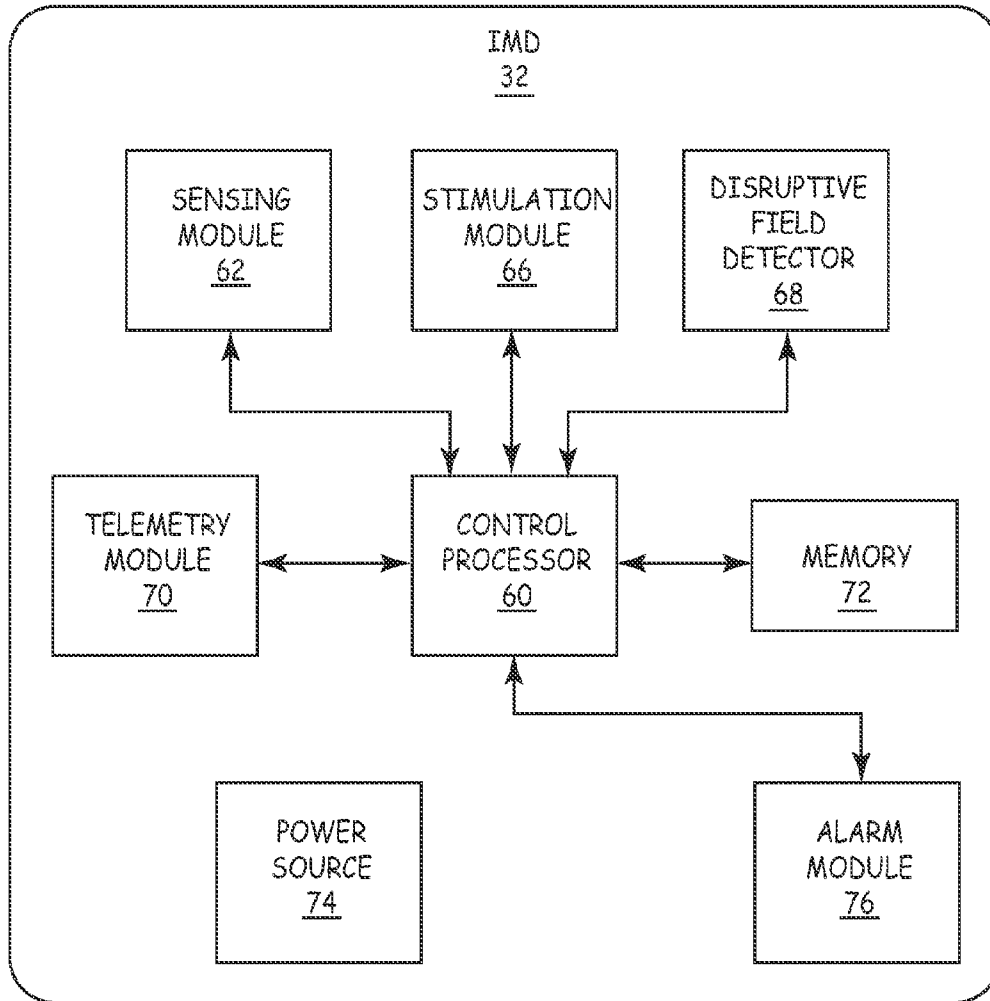 IMD
32
SENSING
MODULE
62
STIMULATION
MODULE
66
DISRUPTIVE
FIELD
DETECTOR
68
TELEMETRY
MODULE
70
CONTROL
PROCESSOR
60
MEMORY
72
POWER
SOURCE
74
ALARM
MODULE
76